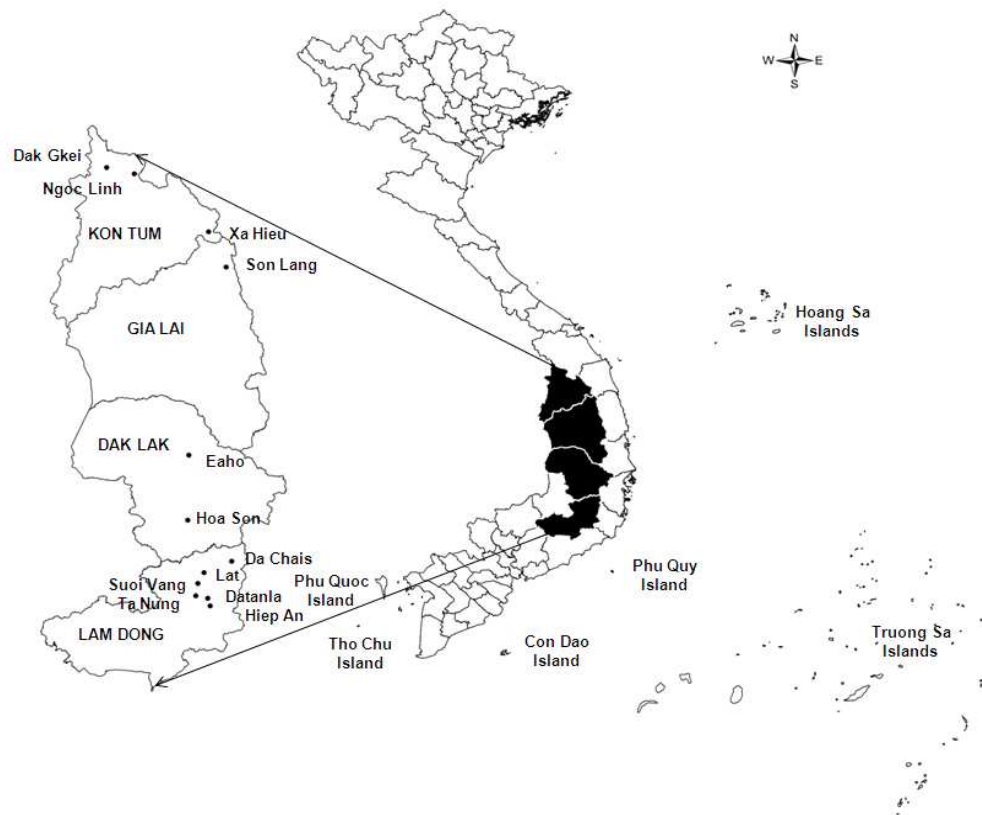 N
W E
S
Dak Gkei
Ngoc Linh
KON TUM
Xa Hieu
Son Lang
GIA LAI
Hoang Sa
Islands
DAK LAK
Eaho
Hoa Son
Da Chais
Lat
Suoi Vang
Ta Nung
Datanla
Hiep An
LAM DONG
Phu Quoc
Island
Phu Quy
Island
Tho Chu
Island
Con Dao
Island
Truong Sa
Islands